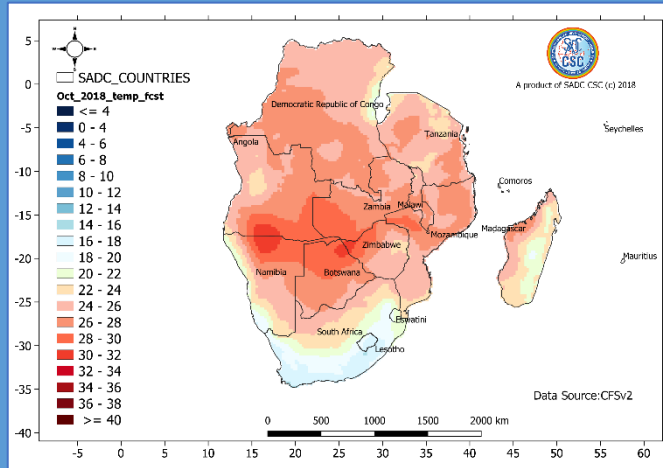 5
0
-5
-10
-15
-20
-25
-30
-35
-40
-5 0 5 10 15 20 25 30 35 40 45 50 55 60
SADC_COUNTRIES
Oct_2018_temp_fcst
<= 4
0 - 4
4 - 6
6 - 8
8 - 10
10 - 12
12 - 14
14 - 16
16 - 18
18 - 20
20 - 22
22 - 24
24 - 26
26 - 28
28 - 30
30 - 32
32 - 34
34 - 36
36 - 38
>= 40
CSC
A product of SADC CSC (c) 2018
Democratic Republic of Congo
Tanzania
Seychelles
Angola
Comoros
Zambia
Malawi
Mozambique
Madagascar
Zimbabwe
Mauritius
Namibia
Botswana
South Africa
Eswatini
Lesotho
Data Source:CFSv2
0 500 1000 1500 2000 km